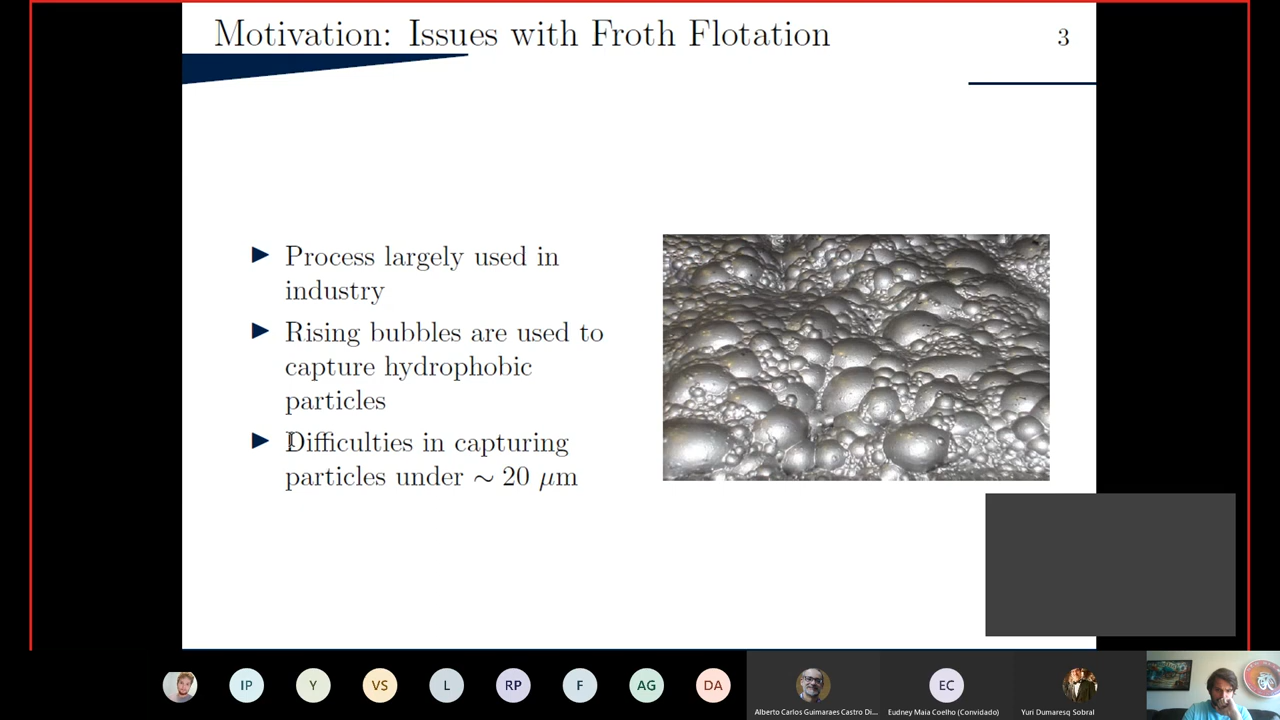 Motivation: Issues with Froth Flotation
3
▶ Process largely used in
industry
▶ Rising bubbles are used to
capture hydrophobic
particles
▶ Difficulties in capturing
particles under ∼ 20 μm
IP
Y
VS
L
RP
F
AG
DA
EC
Alberto Carlos Guimaraes Castro Di...
Eudney Maia Coelho (Convidado)
Yuri Dumaresq Sobral